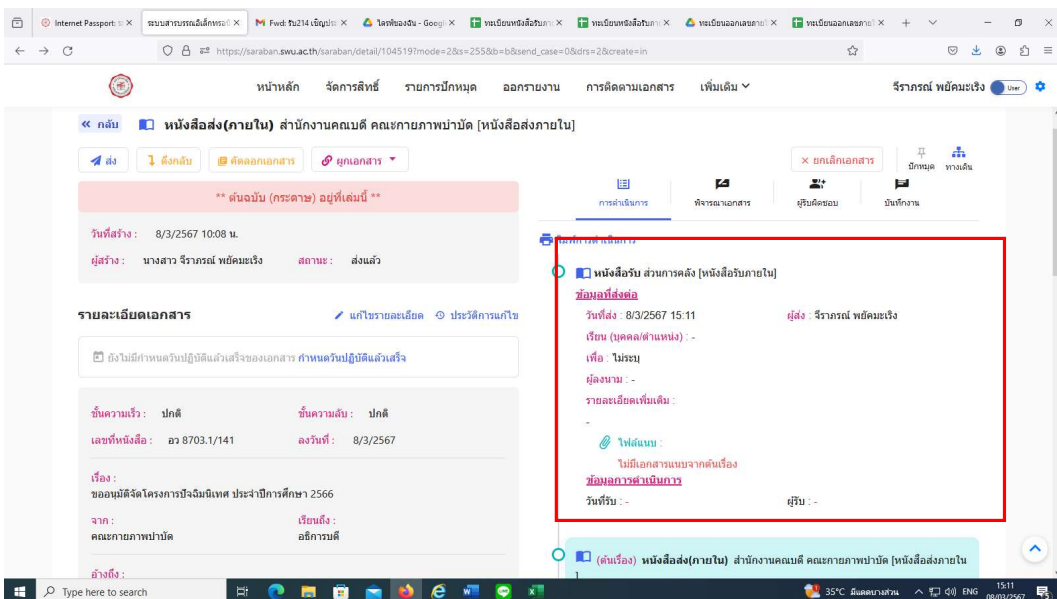 Internet Passport: ระ
ระบบสารบรรณอิเล็กทรอนิ
Fwd: รับ214 เชิญประ
ไดรฟ์ของฉัน - Googl
ทะเบียนหนังสือรับภา
ทะเบียนหนังสือรับภา
ทะเบียนออกเลขภาย
ทะเบียนออกเลขภาย
https://saraban.swu.ac.th/saraban/detail/104519?mode=2&s=255&b=b&send_case=0&drs=2&create=in
หน้าหลัก จัดการสิทธิ์ รายการปักหมุด ออกรายงาน การติดตามเอกสาร เพิ่มเติม
จีราภรณ์ พยัคมะเริง User
กลับ หนังสือส่ง(ภายใน) สำนักงานคณบดี คณะกายภาพบำบัด [หนังสือส่งภายใน]
ส่ง ดึงกลับ คัดลอกเอกสาร ผูกเอกสาร
× ยกเลิกเอกสาร ปักหมุด ทางเดิน
** ต้นฉบับ (กระดาษ) อยู่ที่เล่มนี้ **
วันที่สร้าง : 8/3/2567 10:08 น.
ผู้สร้าง : นางสาว จีราภรณ์ พยัคมะเริง สถานะ : ส่งแล้ว
รายละเอียดเอกสาร แก้ไขรายละเอียด ประวัติการแก้ไข
ยังไม่มีกำหนดวันปฏิบัติแล้วเสร็จของเอกสาร กำหนดวันปฏิบัติแล้วเสร็จ
ชั้นความเร็ว : ปกติ ชั้นความลับ : ปกติ
เลขที่หนังสือ : อว 8703.1/141 ลงวันที่ : 8/3/2567
เรื่อง :
ขออนุมัติจัดโครงการปัจฉิมนิเทศ ประจำปีการศึกษา 2566
จาก : เรียนถึง :
คณะกายภาพบำบัด อธิการบดี
อ้างถึง :
การดำเนินการ พิจารณาเอกสาร ผู้รับผิดชอบ บันทึกงาน
พิมพ์การดำเนินการ
หนังสือรับ ส่วนการคลัง [หนังสือรับภายใน]
ข้อมูลที่ส่งต่อ
วันที่ส่ง : 8/3/2567 15:11 ผู้ส่ง : จีราภรณ์ พยัคมะเริง
เรียน (บุคคล/ตำแหน่ง) : -
เพื่อ : ไม่ระบุ
ผู้ลงนาม : -
รายละเอียดเพิ่มเติม :
-
ไฟล์แนบ :
ไม่มีเอกสารแนบจากต้นเรื่อง
ข้อมูลการดำเนินการ
วันที่รับ : - ผู้รับ : -
(ต้นเรื่อง) หนังสือส่ง(ภายใน) สำนักงานคณบดี คณะกายภาพบำบัด [หนังสือส่งภายใน
]
Type here to search
35°C มีแดดบางส่วน ENG
15:11
08/03/2567